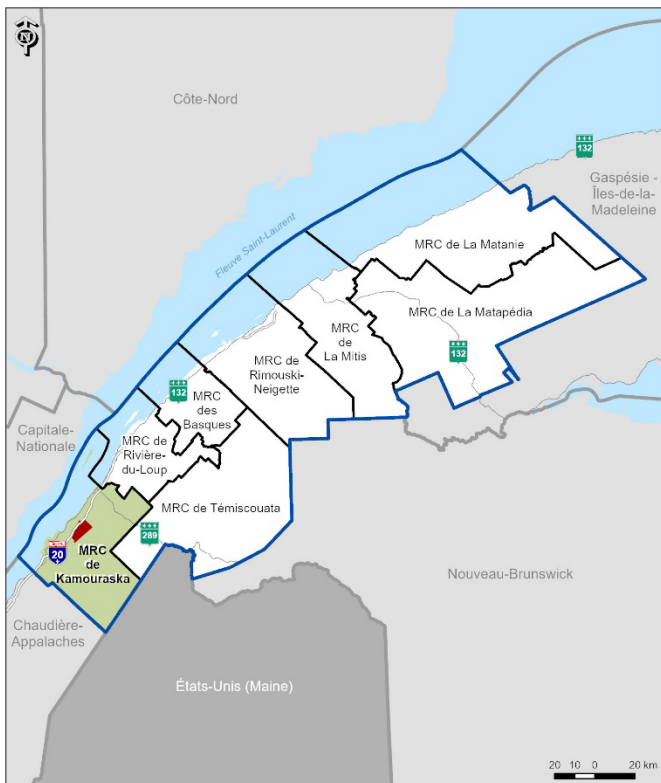 N
Côte-Nord
132
Gaspésie -
Îles-de-la-
Madeleine
Fleuve Saint-Laurent
MRC de La Matanie
MRC de La Matapédia
MRC
de
La Mitis
132
MRC de
Rimouski-
Neigette
132
MRC
des
Basques
Capitale-
Nationale
MRC de
Rivière-
du-Loup
MRC de Témiscouata
289
20
MRC
de
Kamouraska
Nouveau-Brunswick
Chaudière-
Appalaches
États-Unis (Maine)
20 10 0 20 km